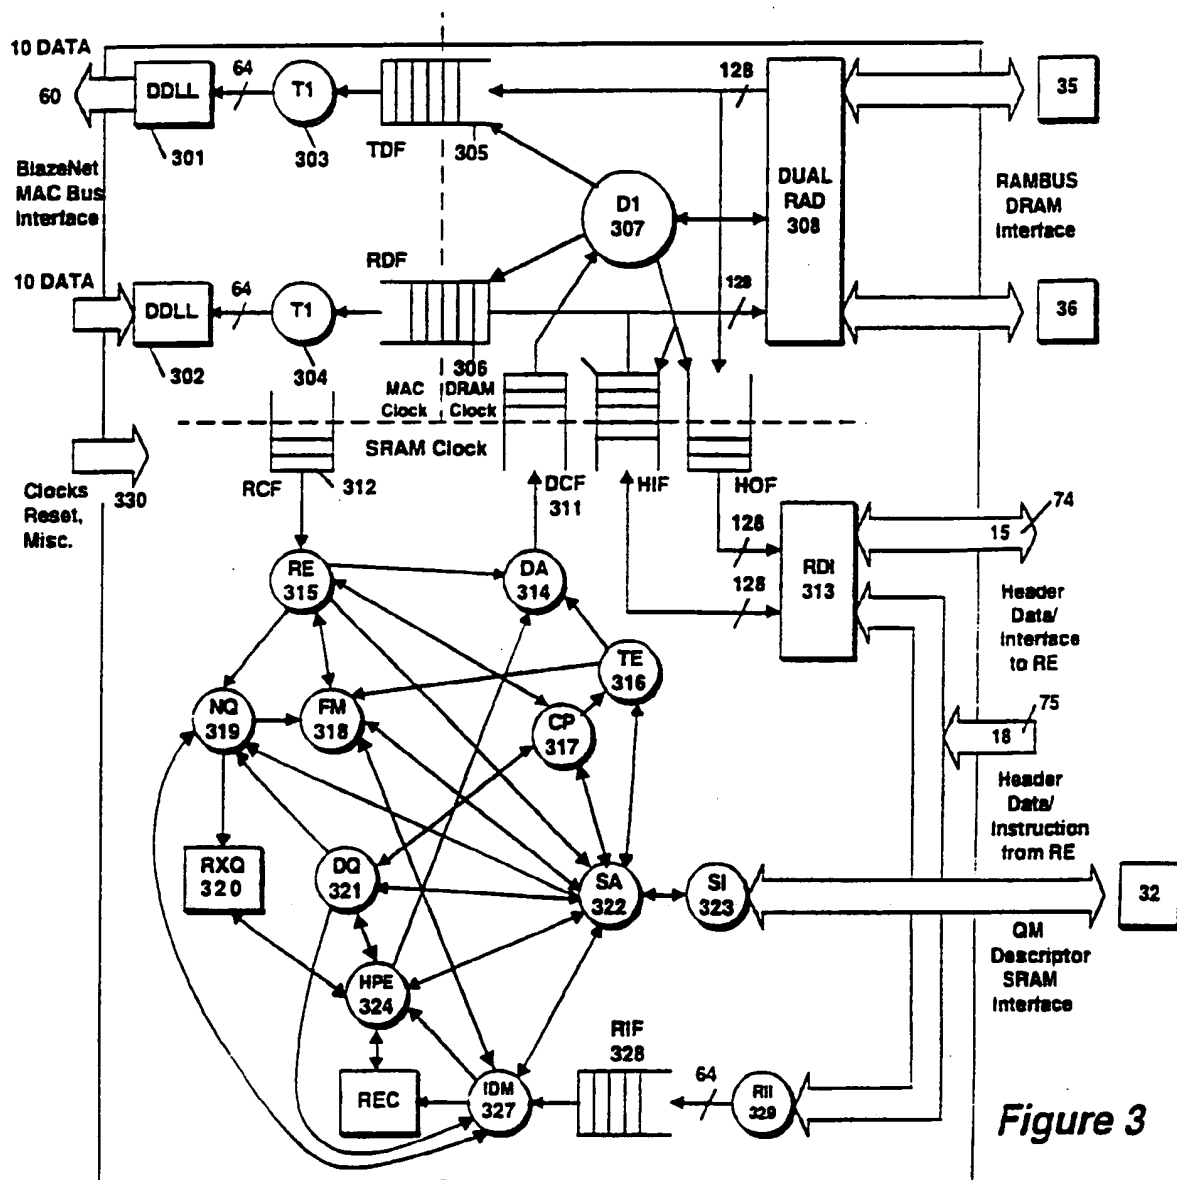 10 DATA
60
DDLL
301
64
T1
303
TDF
305
128
DUAL
RAD
308
35
BlazeNet
MAC Bus
Interface
D1
307
RAMBUS
DRAM
Interface
10 DATA
DDLL
302
64
T1
304
RDF
306
128
36
MAC
Clock
DRAM
Clock
SRAM Clock
Clocks
Reset,
Misc.
330
RCF
312
DCF
311
HIF
HOF
128
128
RDI
313
15
74
Header
Data/
Interface
to RE
RE
315
DA
314
TE
316
NQ
319
FM
318
CP
317
18
75
Header
Data/
Instruction
from RE
RXQ
320
DQ
321
SA
322
SI
323
32
QM
Descriptor
SRAM
Interface
HPE
324
REC
IDM
327
RIF
328
64
RII
329
Figure 3